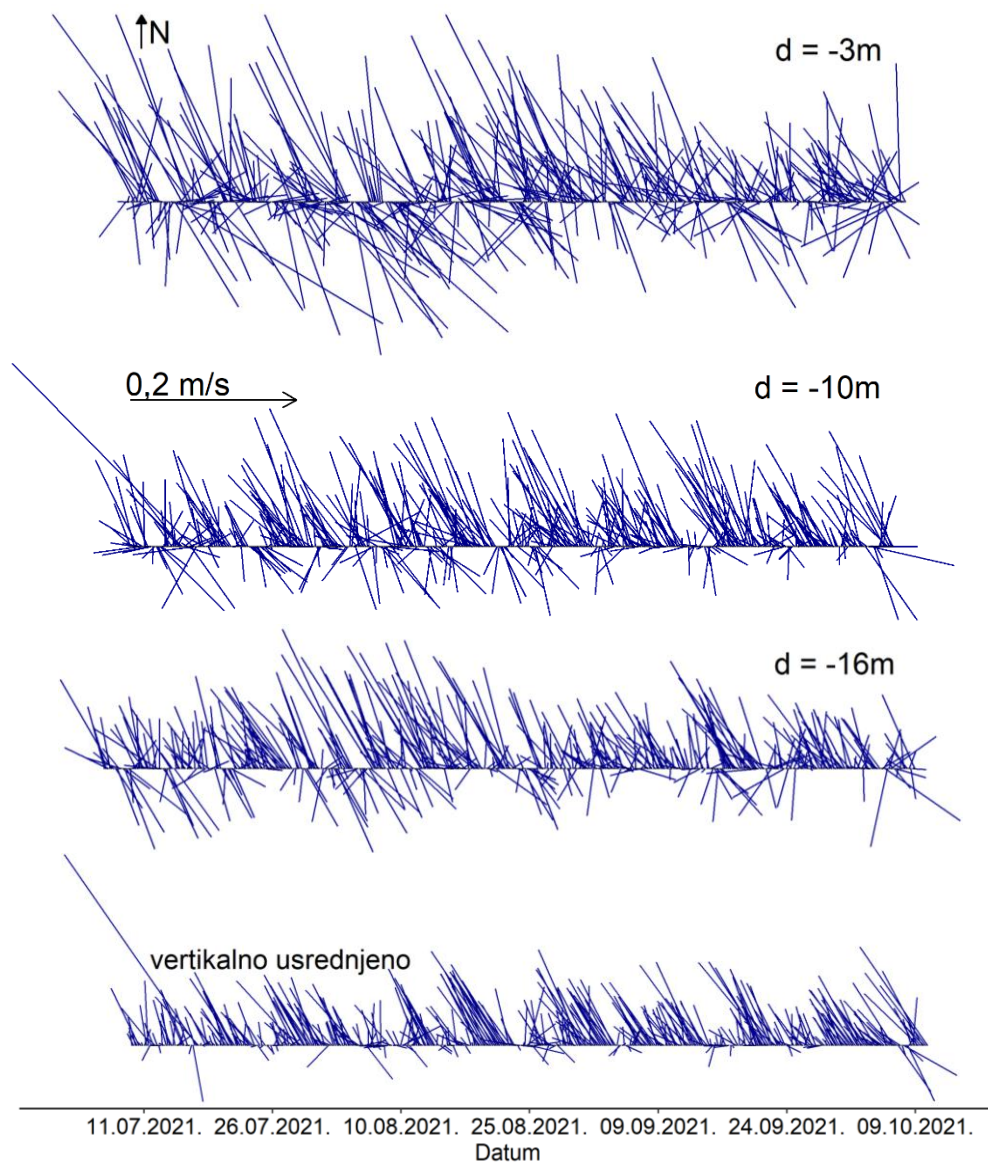 N
d = -3m
0,2 m/s
d = -10m
d = -16m
vertikalno usrednjeno
11.07.2021. 26.07.2021. 10.08.2021. 25.08.2021. 09.09.2021. 24.09.2021. 09.10.2021.
Datum